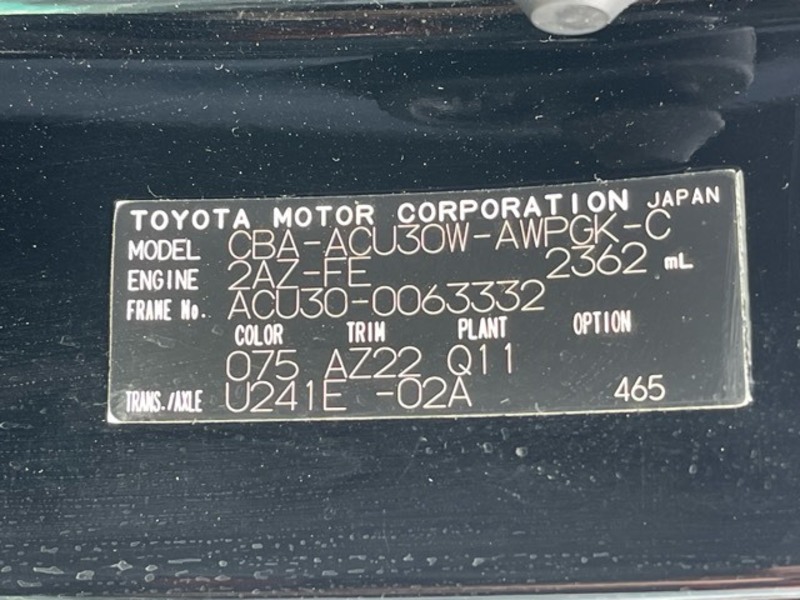 TOYOTA MOTOR CORPORATION JAPAN
MODEL CBA-ACU30W-AWPGK-C
ENGINE 2AZ-FE 2362 mL
FRAME No. ACU30-0063332
COLOR TRIM PLANT OPTION
075 AZ22 Q11
TRANS./AXLE U241E -02A 465